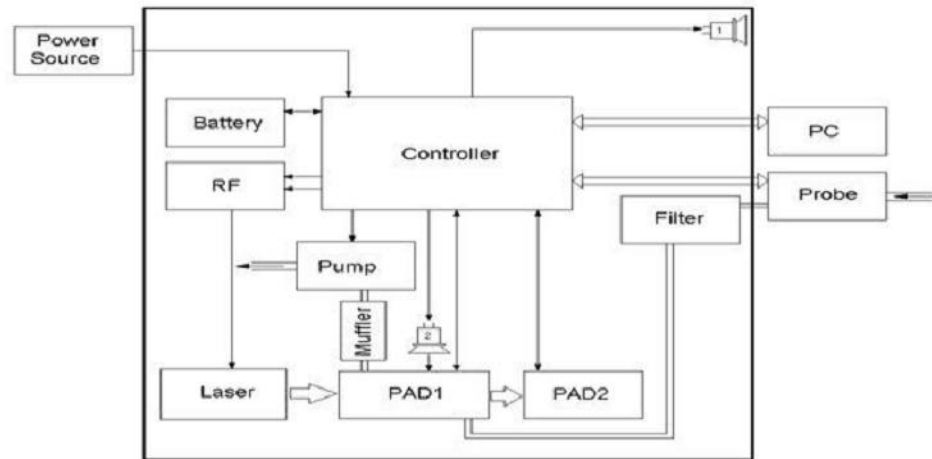 Power
Source
1
Battery
Controller
PC
RF
Probe
Filter
Pump
Muffler
2
Laser
PAD1
PAD2